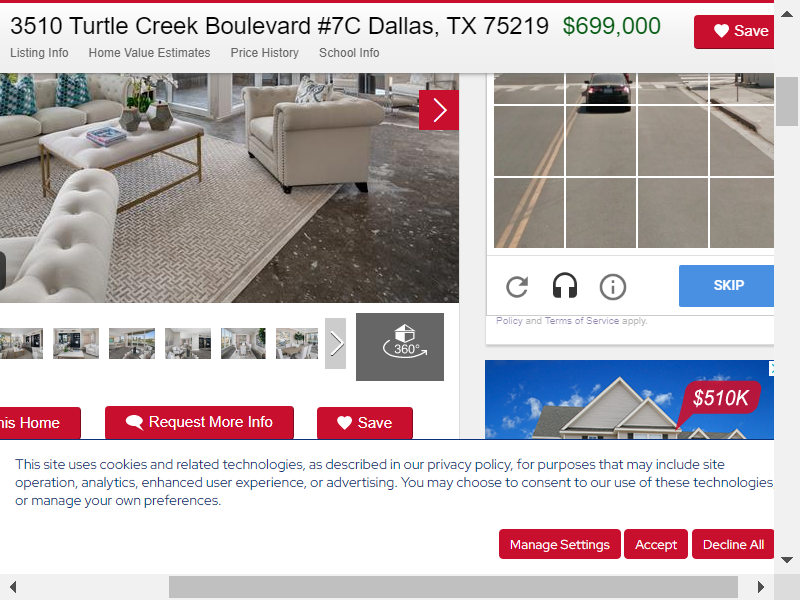 3510 Turtle Creek Boulevard #7C Dallas, TX 75219 $699,000
Save
Listing Info Home Value Estimates Price History School Info
SKIP
Policy and Terms of Service apply.
360°
$510K
his Home
Request More Info
Save
This site uses cookies and related technologies, as described in our privacy policy, for purposes that may include site
operation, analytics, enhanced user experience, or advertising. You may choose to consent to our use of these technologies
or manage your own preferences.
Manage Settings
Accept
Decline All